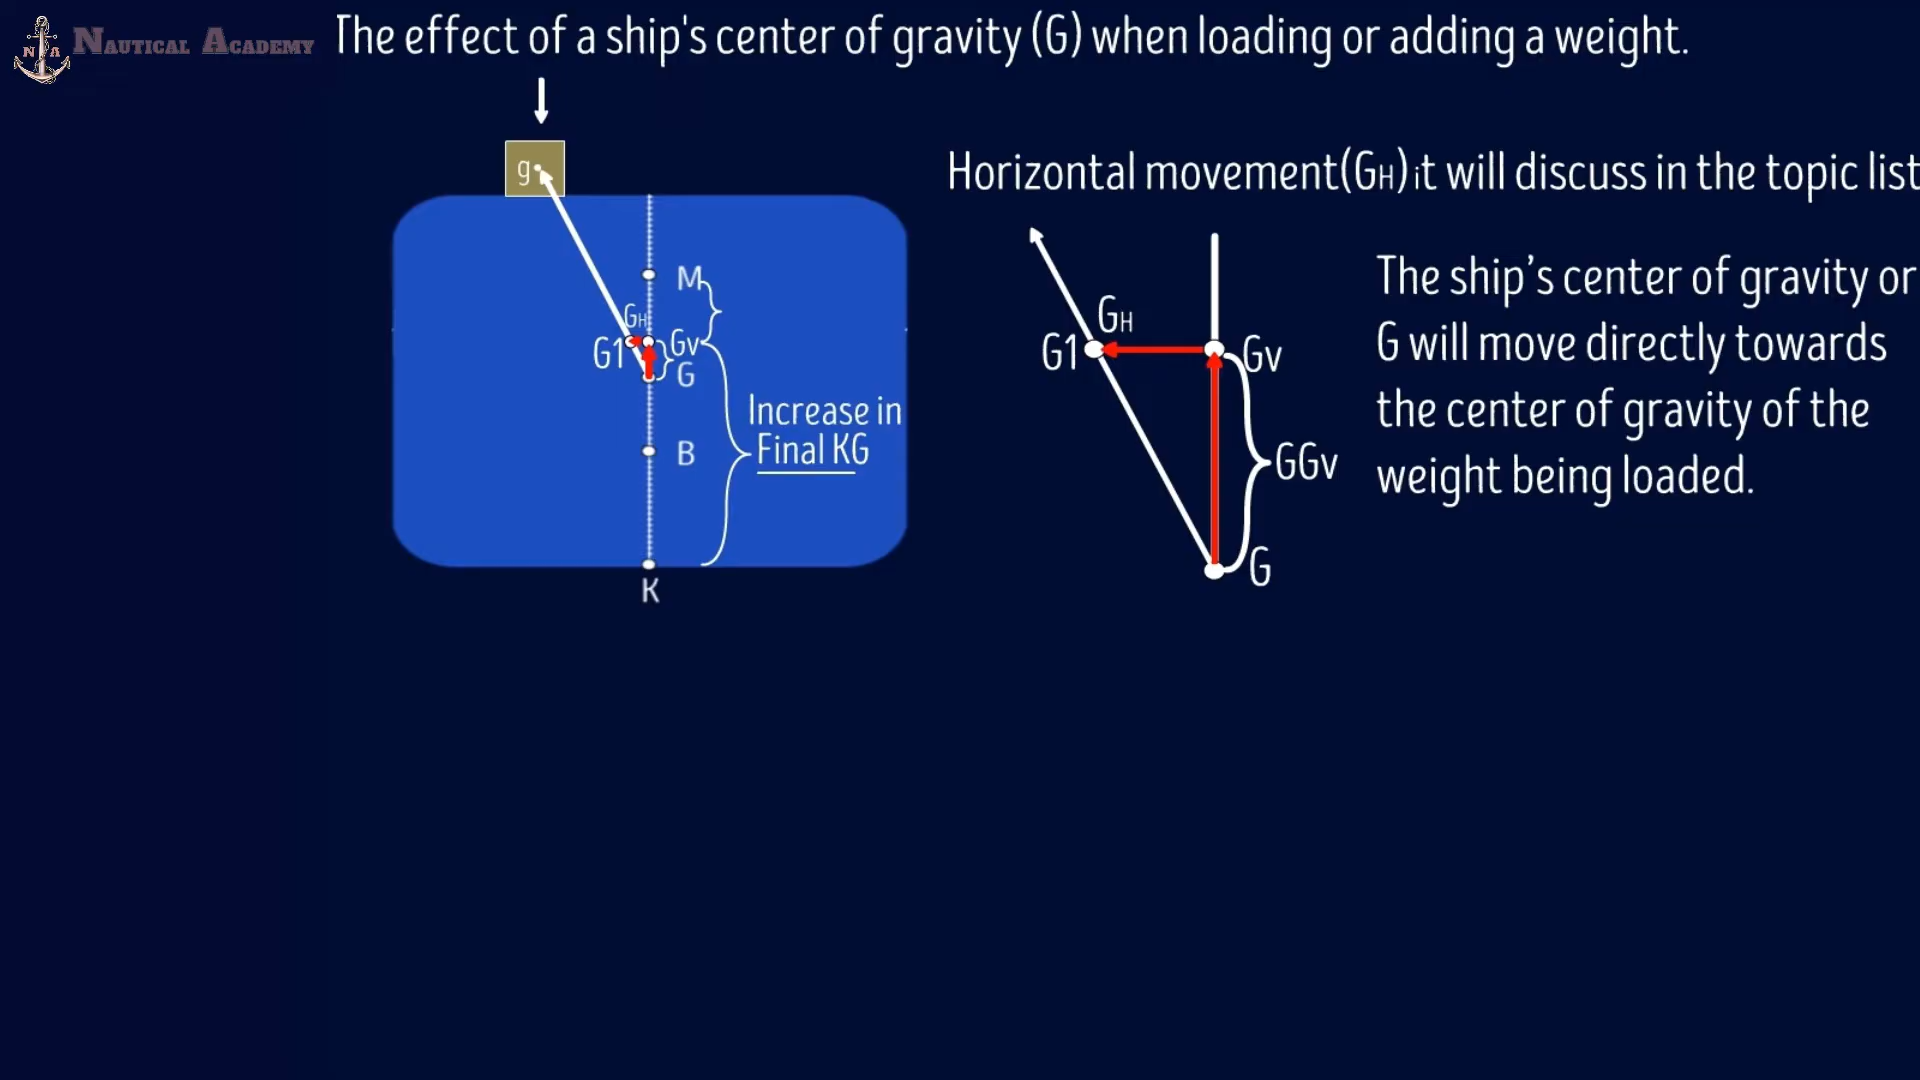 NAUTICAL ACADEMY
The effect of a ship's center of gravity (G) when loading or adding a weight.
N A
g
Horizontal movement(GH) it will discuss in the topic list
M
GH
G1
Gv
G
Increase in
Final KG
B
K
GH
G1
Gv
GGv
G
The ship’s center of gravity or
G will move directly towards
the center of gravity of the
weight being loaded.